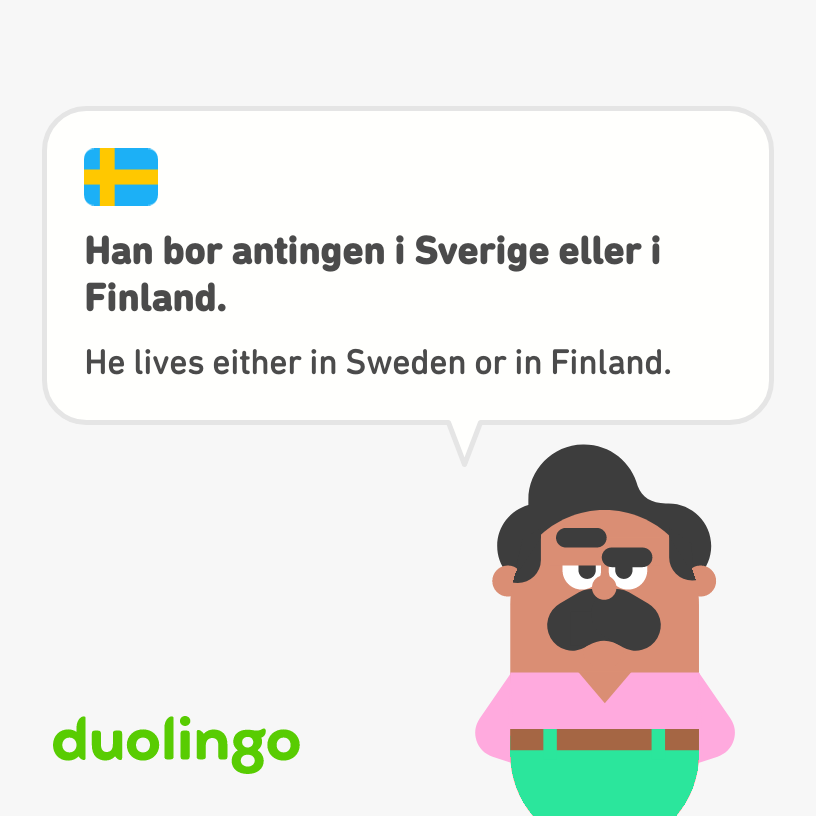 Han bor antingen i Sverige eller i
Finland.
He lives either in Sweden or in Finland.
duolingo